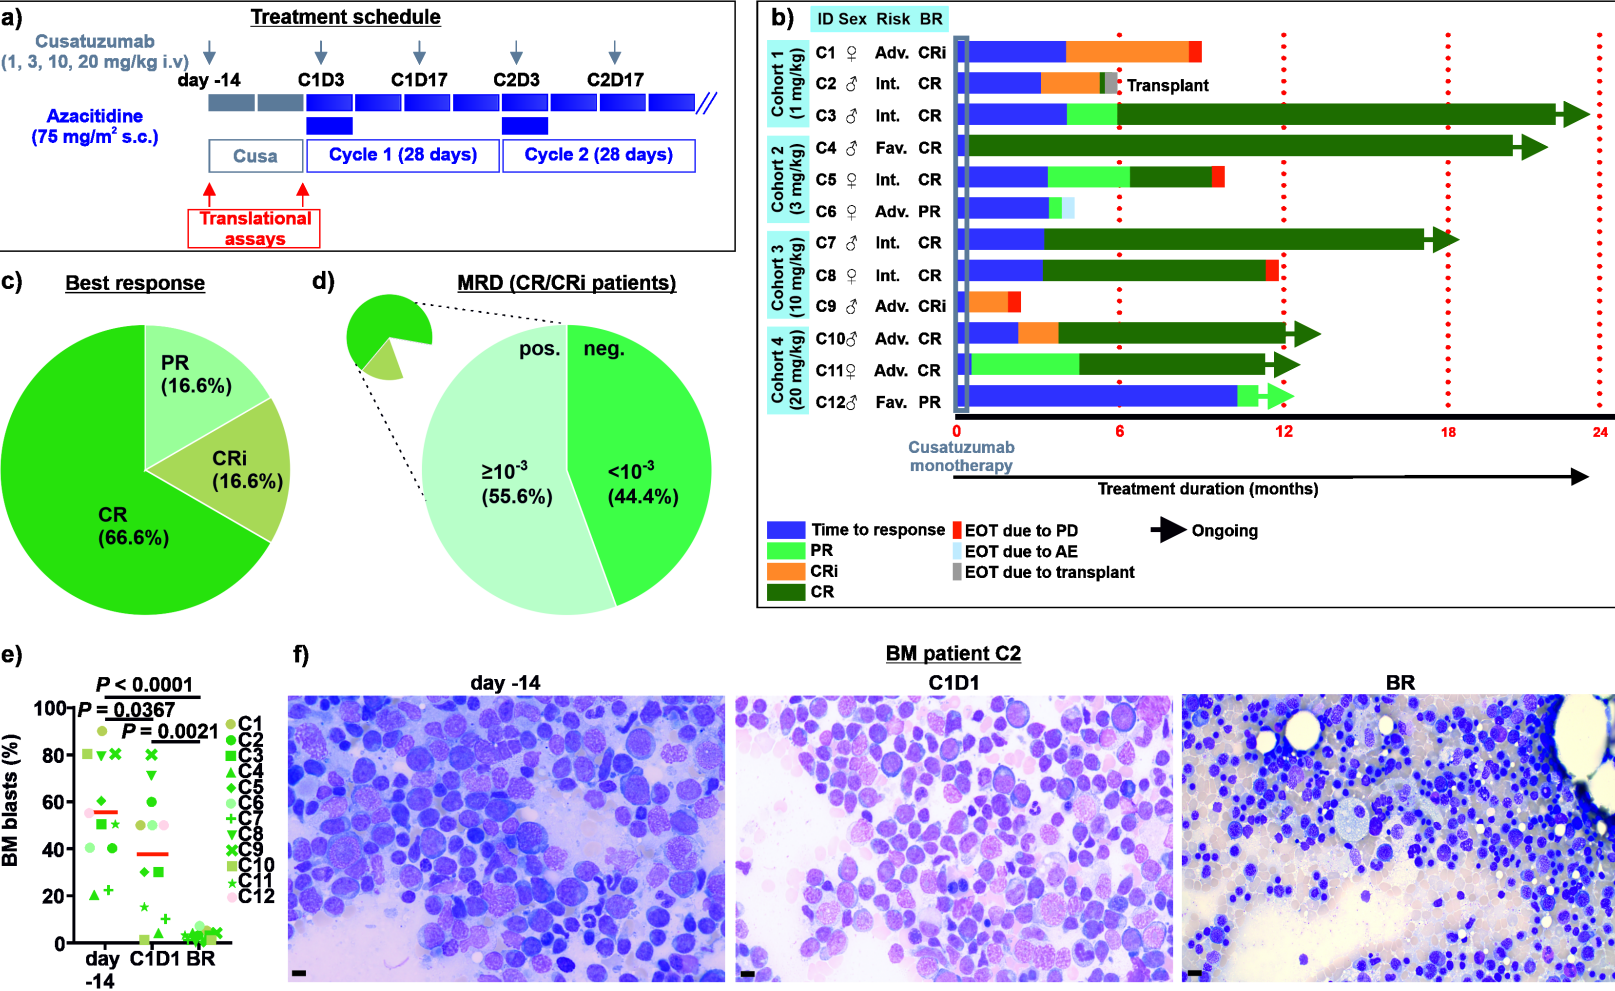 a)
Treatment schedule
Cusatuzumab
(1, 3, 10, 20 mg/kg i.v)
day -14
C1D3
C1D17
C2D3
C2D17
Azacitidine
(75 mg/m² s.c.)
Cusa
Cycle 1 (28 days)
Cycle 2 (28 days)
Translational
assays
b)
ID Sex Risk BR
Cohort 1
(1 mg/kg)
C1 ♀ Adv. CRi
C2 ♂ Int. CR
Transplant
C3 ♂ Int. CR
Cohort 2
(3 mg/kg)
C4 ♂ Fav. CR
C5 ♀ Int. CR
C6 ♀ Adv. PR
Cohort 3
(10 mg/kg)
C7 ♂ Int. CR
C8 ♀ Int. CR
C9 ♂ Adv. CRi
Cohort 4
(20 mg/kg)
C10♂ Adv. CR
C11♀ Adv. CR
C12♂ Fav. PR
0 6 12 18 24
Cusatuzumab
monotherapy
Treatment duration (months)
Time to response
PR
CRi
CR
EOT due to PD
EOT due to AE
EOT due to transplant
Ongoing
c)
Best response
PR
(16.6%)
CRi
(16.6%)
CR
(66.6%)
d)
MRD (CR/CRi patients)
pos.
neg.
≥10⁻³
(55.6%)
<10⁻³
(44.4%)
e)
P < 0.0001
P = 0.0367
P = 0.0021
BM blasts (%)
100
80
60
40
20
0
day
-14
C1D1
BR
C1
C2
C3
C4
C5
C6
C7
C8
C9
C10
C11
C12
f)
BM patient C2
day -14
C1D1
BR